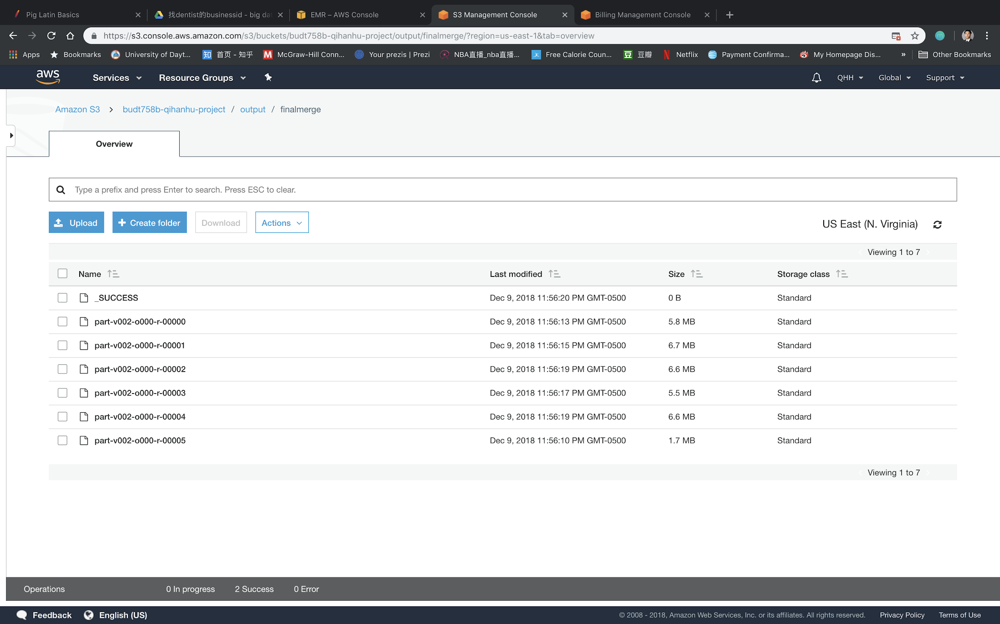 Pig Latin Basics
找dentist的businessid - big dat
EMR – AWS Console
S3 Management Console
Billing Management Console
https://s3.console.aws.amazon.com/s3/buckets/budt758b-qihanhu-project/output/finalmerge/?region=us-east-1&tab=overview
m
Apps
Bookmarks
University of Dayt...
知 首页 - 知乎
M McGraw-Hill Conn...
Your prezis | Prezi
NBA直播_nba直播...
Free Calorie Coun...
豆 豆瓣
N Netflix
Payment Confirma...
My Homepage Dis...
»
Other Bookmarks
aws
Services
Resource Groups
QHH
Global
Support
Amazon S3 > budt758b-qihanhu-project / output / finalmerge
Overview
Type a prefix and press Enter to search. Press ESC to clear.
Upload
+ Create folder
Download
Actions
US East (N. Virginia)
Viewing 1 to 7
Name Last modified Size Storage class
_SUCCESS Dec 9, 2018 11:56:20 PM GMT-0500 0 B Standard
part-v002-o000-r-00000 Dec 9, 2018 11:56:13 PM GMT-0500 5.8 MB Standard
part-v002-o000-r-00001 Dec 9, 2018 11:56:15 PM GMT-0500 6.7 MB Standard
part-v002-o000-r-00002 Dec 9, 2018 11:56:19 PM GMT-0500 6.6 MB Standard
part-v002-o000-r-00003 Dec 9, 2018 11:56:17 PM GMT-0500 5.5 MB Standard
part-v002-o000-r-00004 Dec 9, 2018 11:56:19 PM GMT-0500 6.6 MB Standard
part-v002-o000-r-00005 Dec 9, 2018 11:56:10 PM GMT-0500 1.7 MB Standard
Viewing 1 to 7
Operations 0 In progress 2 Success 0 Error
Feedback English (US) © 2008 - 2018, Amazon Web Services, Inc. or its affiliates. All rights reserved. Privacy Policy Terms of Use